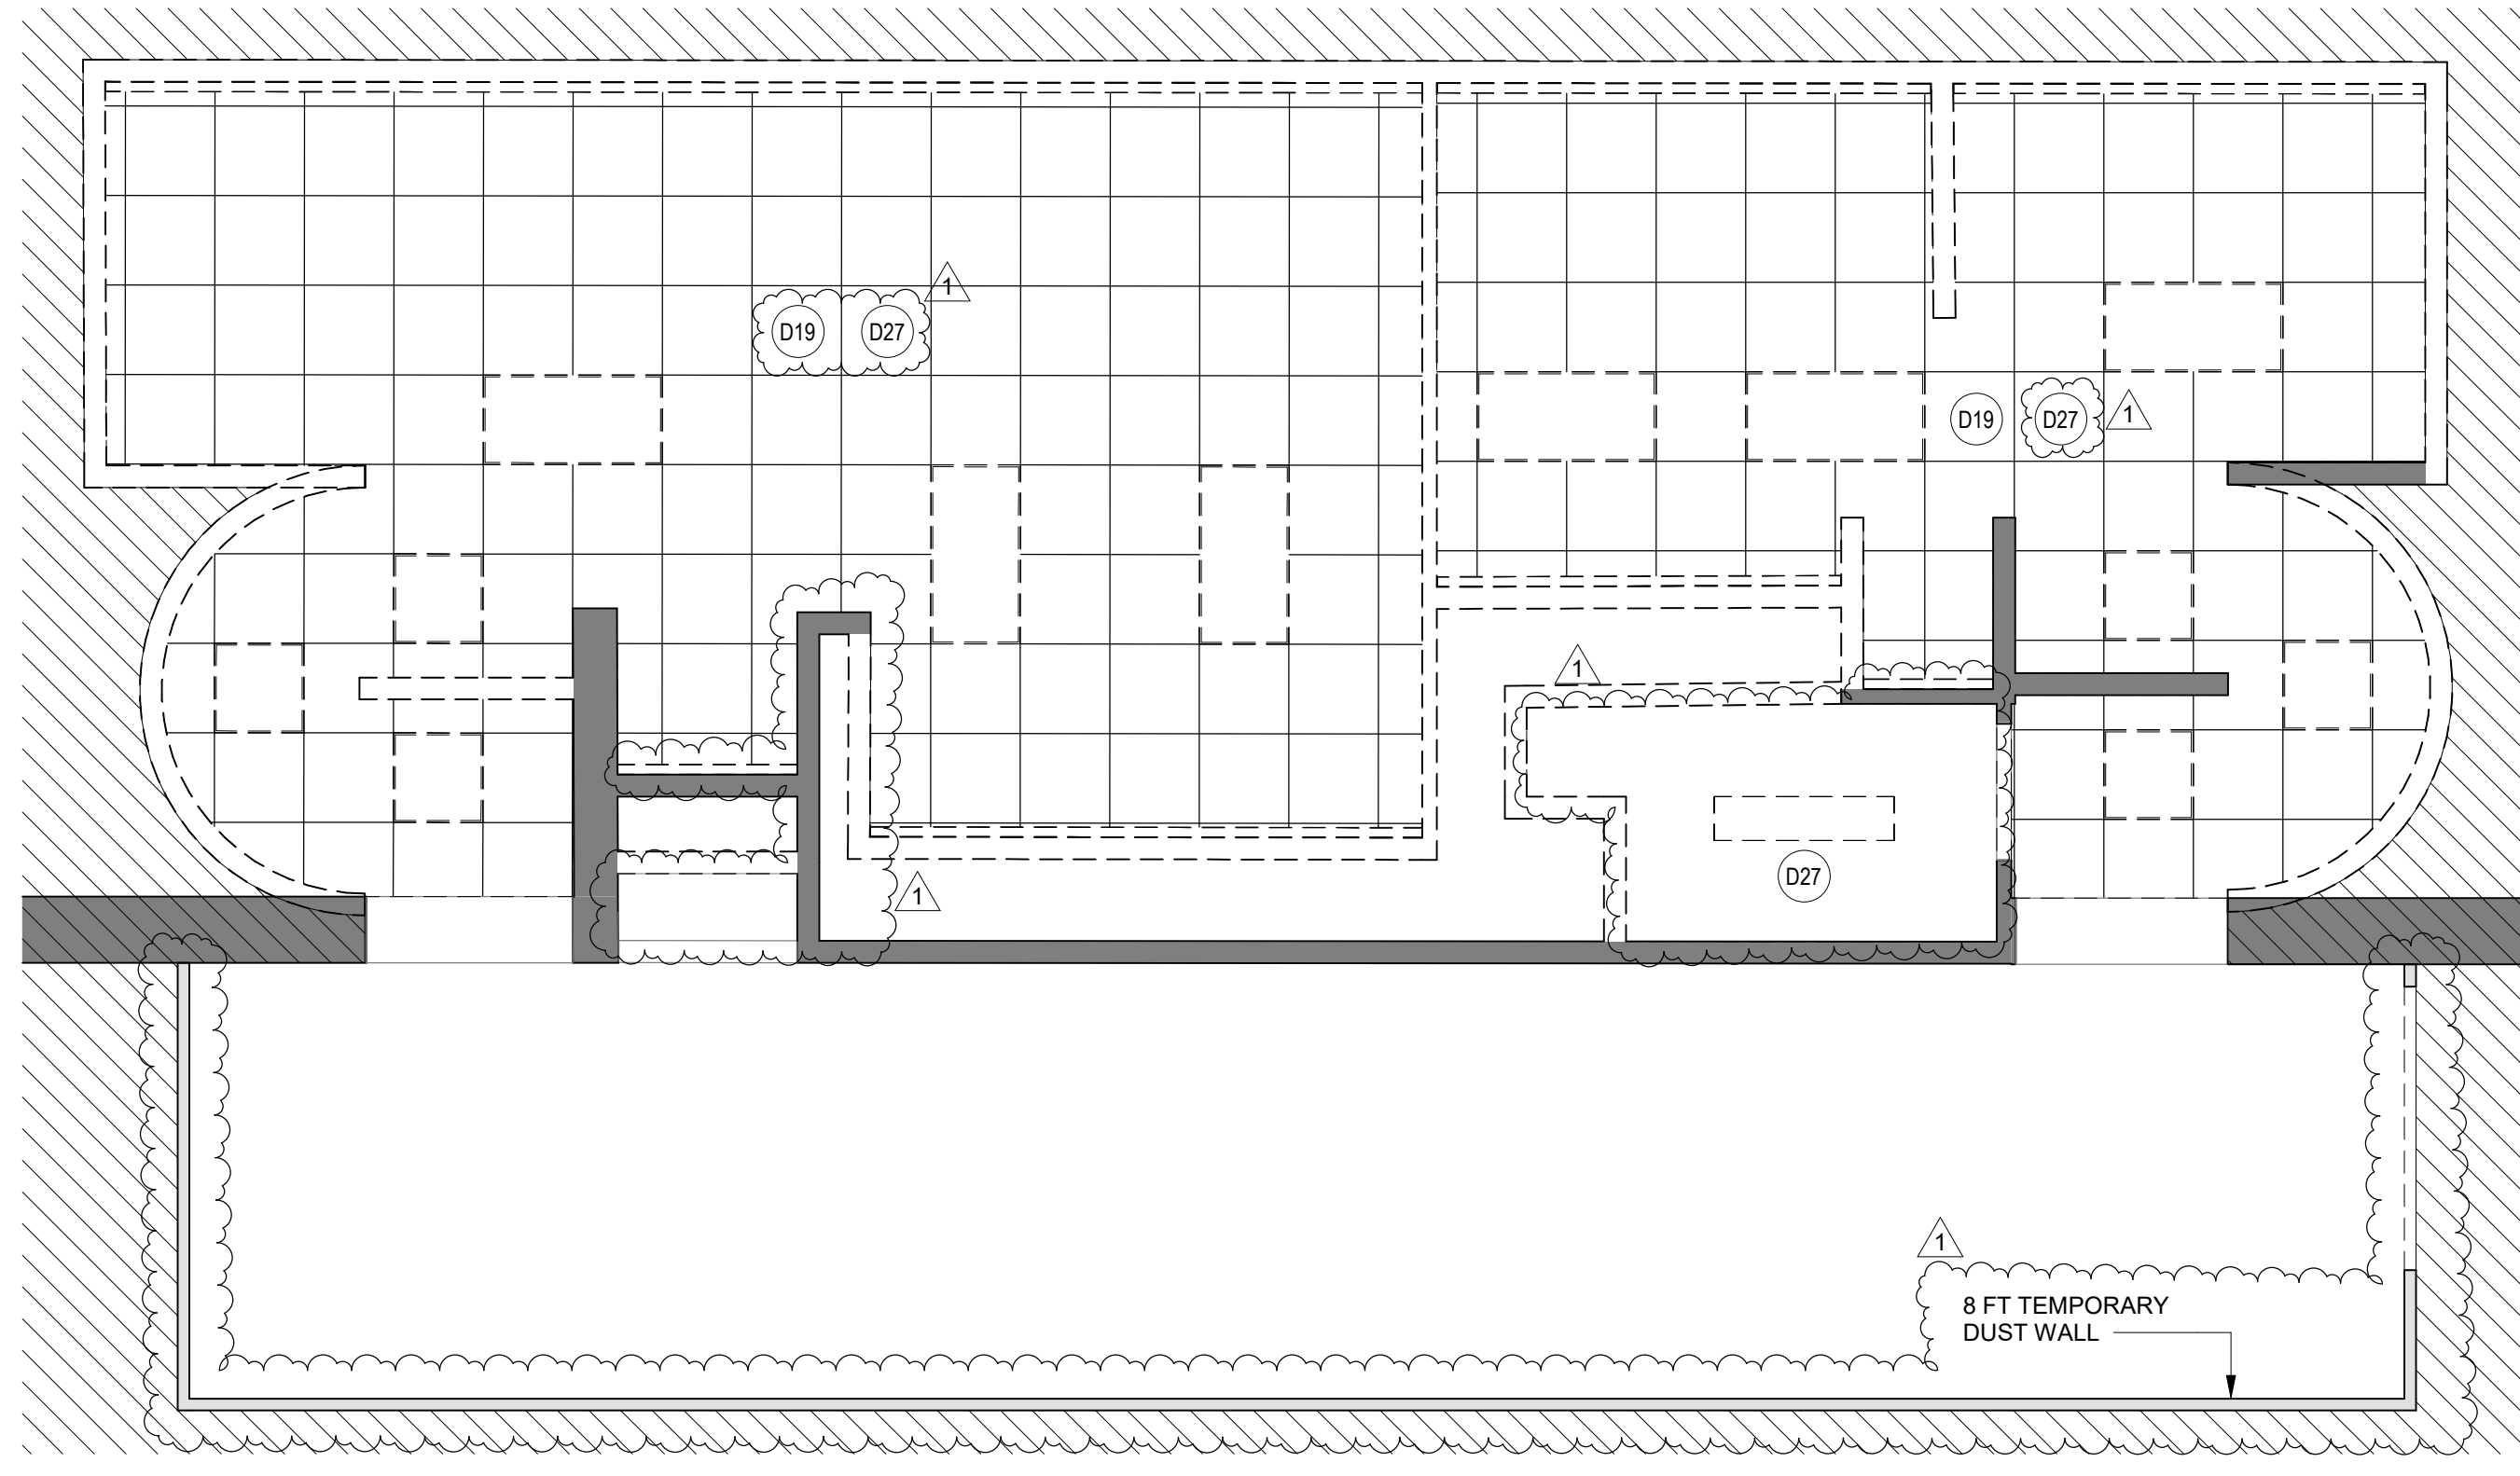 1
D19 D27
D19 D27 1
1
D27
1
1
8 FT TEMPORARY
DUST WALL